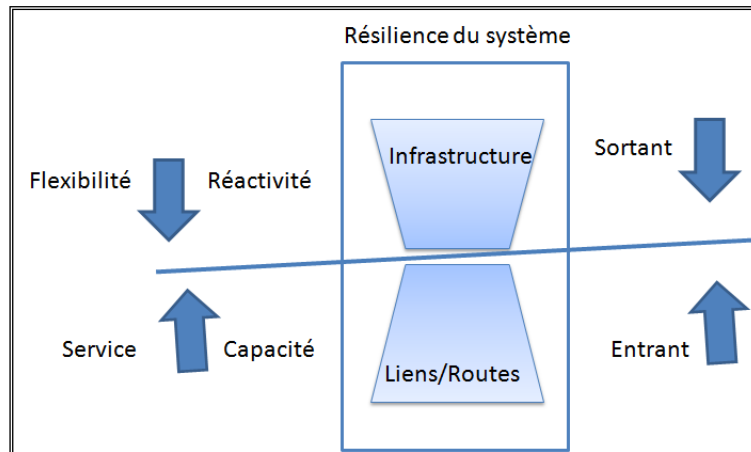 Résilience du système
Infrastructure
Sortant
Flexibilité Réactivité
Service Capacité
Entrant
Liens/Routes